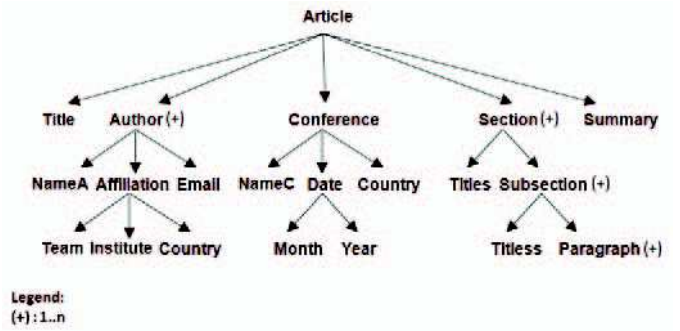 Article
Title Author (+) Conference Section (+) Summary
NameA Affiliation Email NameC Date Country Titles Subsection (+)
Team Institute Country Month Year Titless Paragraph (+)
Legend:
(+) : 1..n